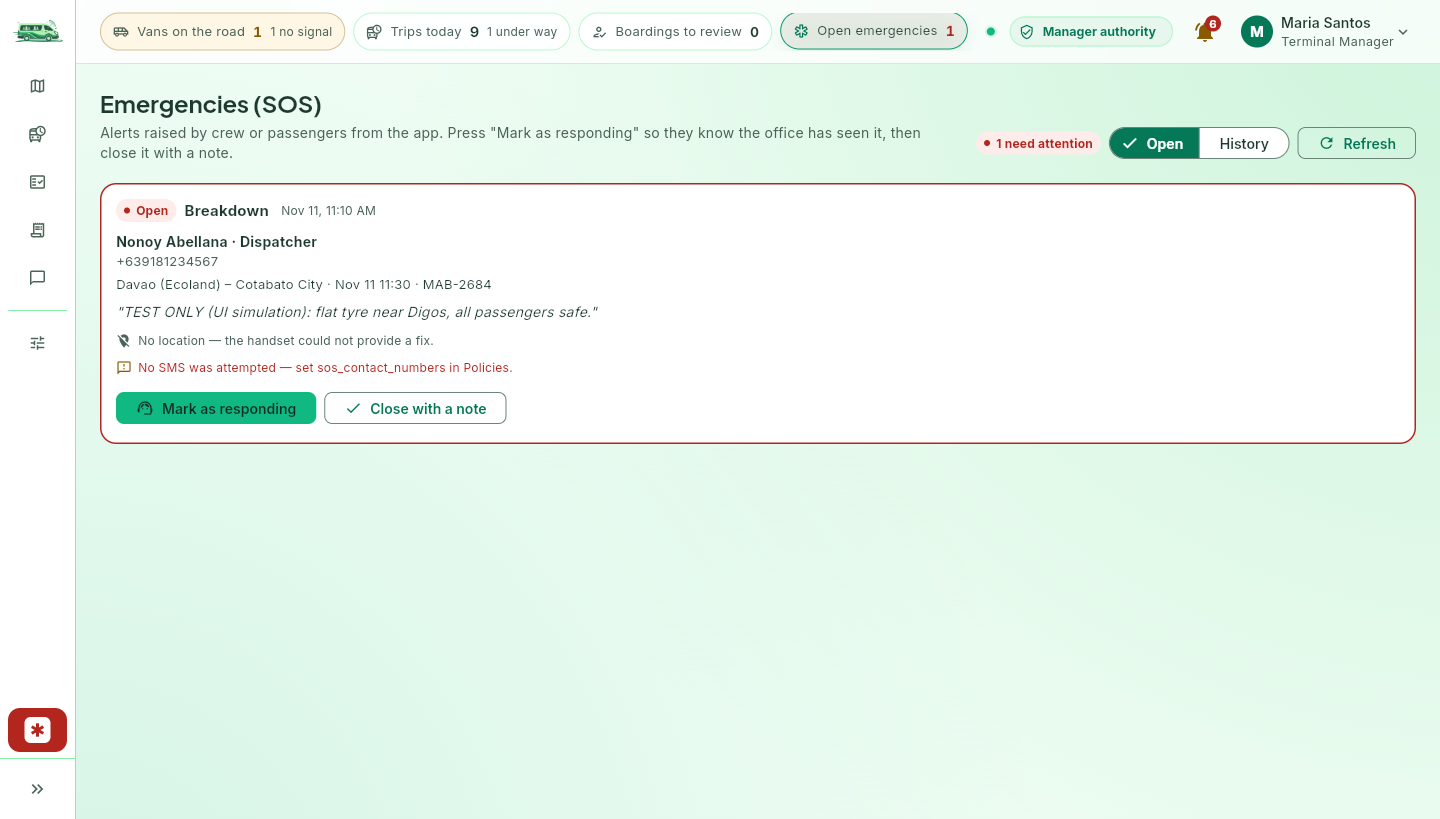 Vans on the road 1 1 no signal
Trips today 9 1 under way
Boardings to review 0
Open emergencies 1
Manager authority
6
M
Maria Santos
Terminal Manager
Emergencies (SOS)
Alerts raised by crew or passengers from the app. Press "Mark as responding" so they know the office has seen it, then
close it with a note.
1 need attention
Open
History
Refresh
Open Breakdown Nov 11, 11:10 AM
Nonoy Abellana · Dispatcher
+639181234567
Davao (Ecoland) – Cotabato City · Nov 11 11:30 · MAB-2684
"TEST ONLY (UI simulation): flat tyre near Digos, all passengers safe."
No location — the handset could not provide a fix.
No SMS was attempted — set sos_contact_numbers in Policies.
Mark as responding
Close with a note